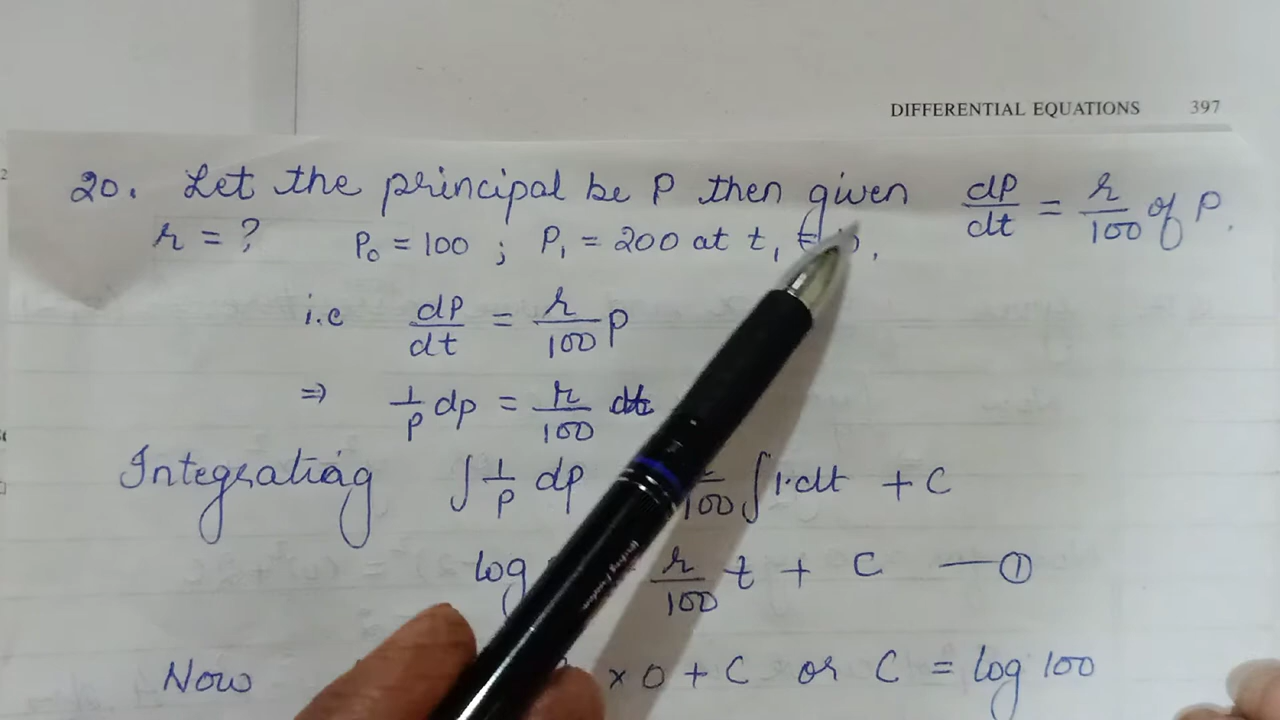 DIFFERENTIAL EQUATIONS 397
20. Let the principal be P then given dP/dt = r/100 of P.
r = ? P₀ = 100 ; P₁ = 200 at t,
i.e dP/dt = r/100 P
⇒ 1/P dp = r/100 dt
Integrating ∫ 1/P dp /100 ∫ 1·dt + C
log r/100 t + C — ①
Now × 0 + C or C = log 100